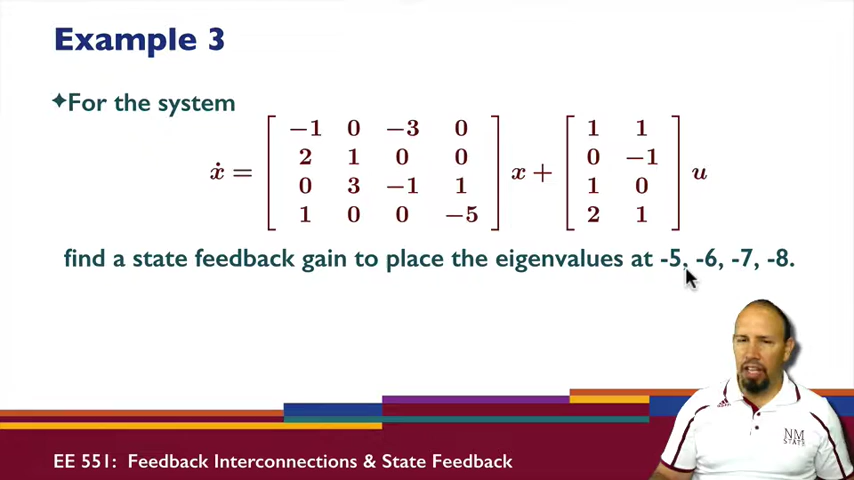 Example 3
✦For the system
ẋ = [ −1 0 −3 0 ] x + [ 1 1 ] u
[ 2 1 0 0 ] [ 0 −1 ]
[ 0 3 −1 1 ] [ 1 0 ]
[ 1 0 0 −5 ] [ 2 1 ]
find a state feedback gain to place the eigenvalues at -5, -6, -7, -8.
NM
STATE
EE 551: Feedback Interconnections & State Feedback